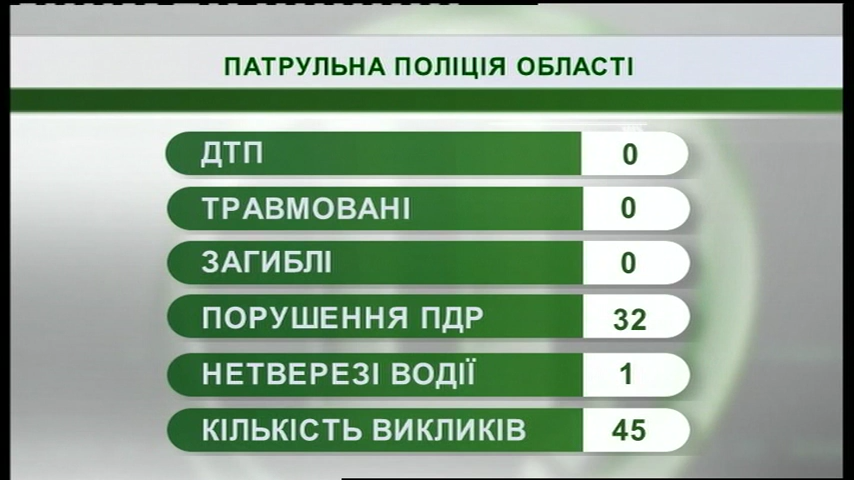 ПАТРУЛЬНА ПОЛІЦІЯ ОБЛАСТІ
ДТП 0
ТРАВМОВАНІ 0
ЗАГИБЛІ 0
ПОРУШЕННЯ ПДР 32
НЕТВЕРЕЗІ ВОДІЇ 1
КІЛЬКІСТЬ ВИКЛИКІВ 45